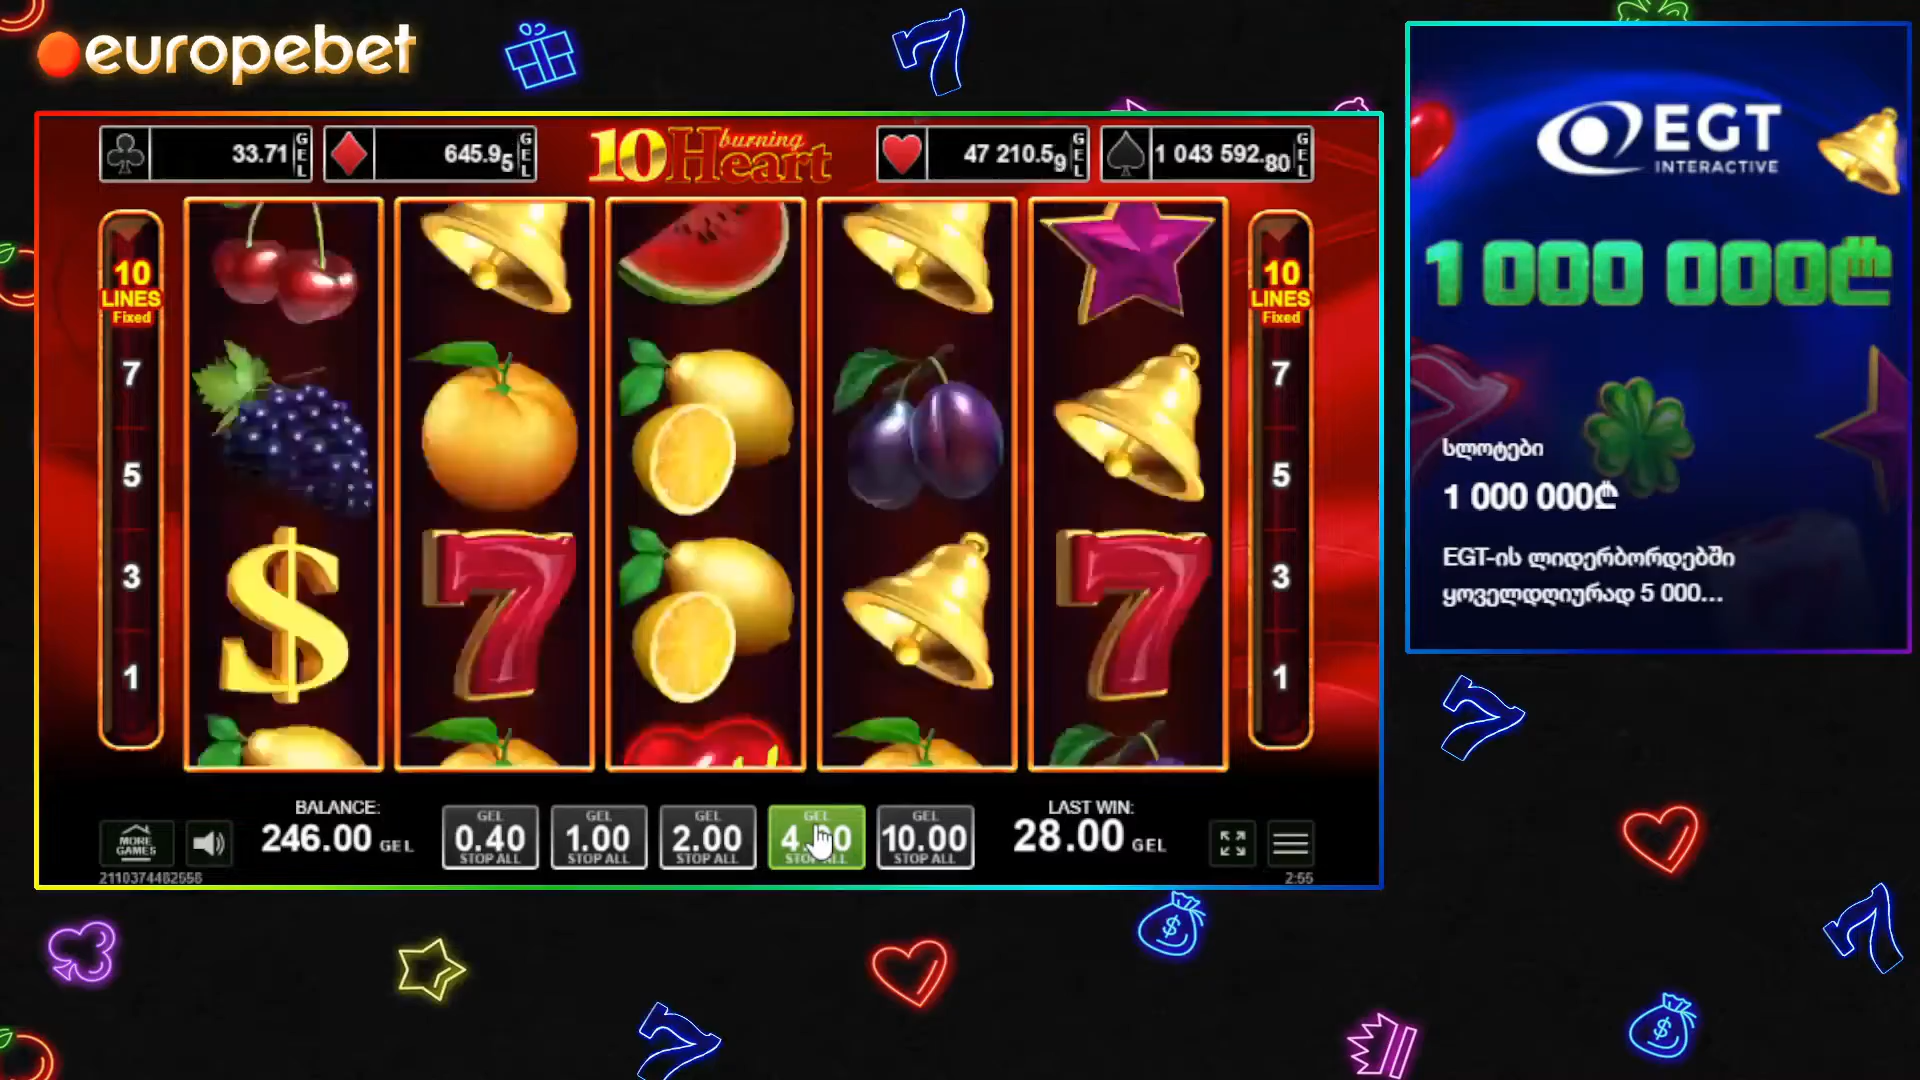 europebet
33.71 GEL
645.95 GEL
10 burning Heart
47 210.59 GEL
1 043 592.80 GEL
10 LINES Fixed
7
5
3
1
10 LINES Fixed
7
5
3
1
MORE GAMES
BALANCE:
246.00 GEL
GEL 0.40 STOP ALL
GEL 1.00 STOP ALL
GEL 2.00 STOP ALL
GEL
GEL 10.00 STOP ALL
LAST WIN:
28.00 GEL
2110374482558
2:55
EGT
INTERACTIVE
1 000 000₾
სლოტები
1 000 000₾
EGT-ის ლიდერბორდებში
ყოველდღიურად 5 000...